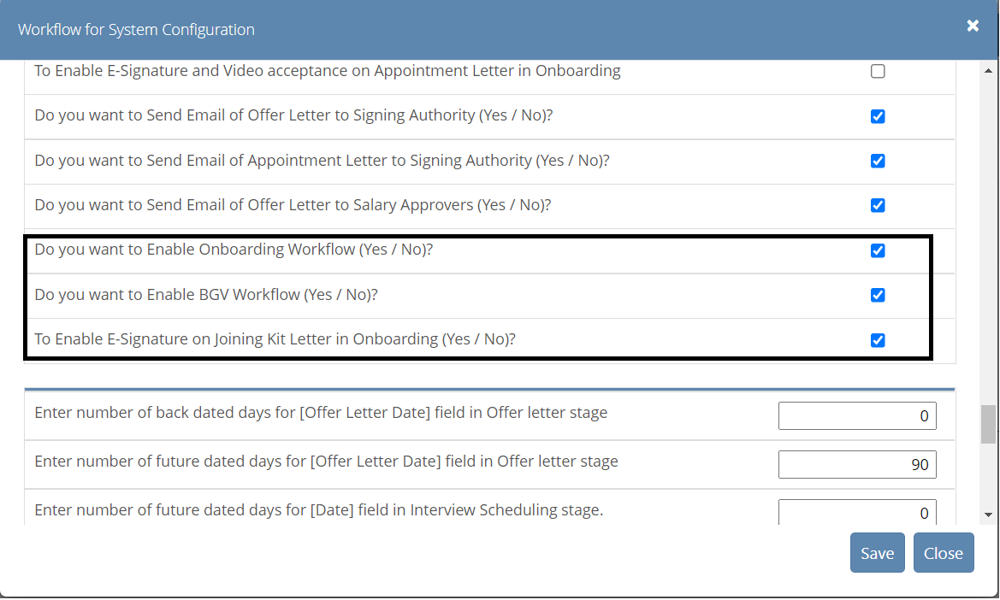 Workflow for System Configuration
To Enable E-Signature and Video acceptance on Appointment Letter in Onboarding
Do you want to Send Email of Offer Letter to Signing Authority (Yes / No)?
Do you want to Send Email of Appointment Letter to Signing Authority (Yes / No)?
Do you want to Send Email of Offer Letter to Salary Approvers (Yes / No)?
Do you want to Enable Onboarding Workflow (Yes / No)?
Do you want to Enable BGV Workflow (Yes / No)?
To Enable E-Signature on Joining Kit Letter in Onboarding (Yes / No)?
Enter number of back dated days for [Offer Letter Date] field in Offer letter stage 0
Enter number of future dated days for [Offer Letter Date] field in Offer letter stage 90
Enter number of future dated days for [Date] field in Interview Scheduling stage. 0
Save Close